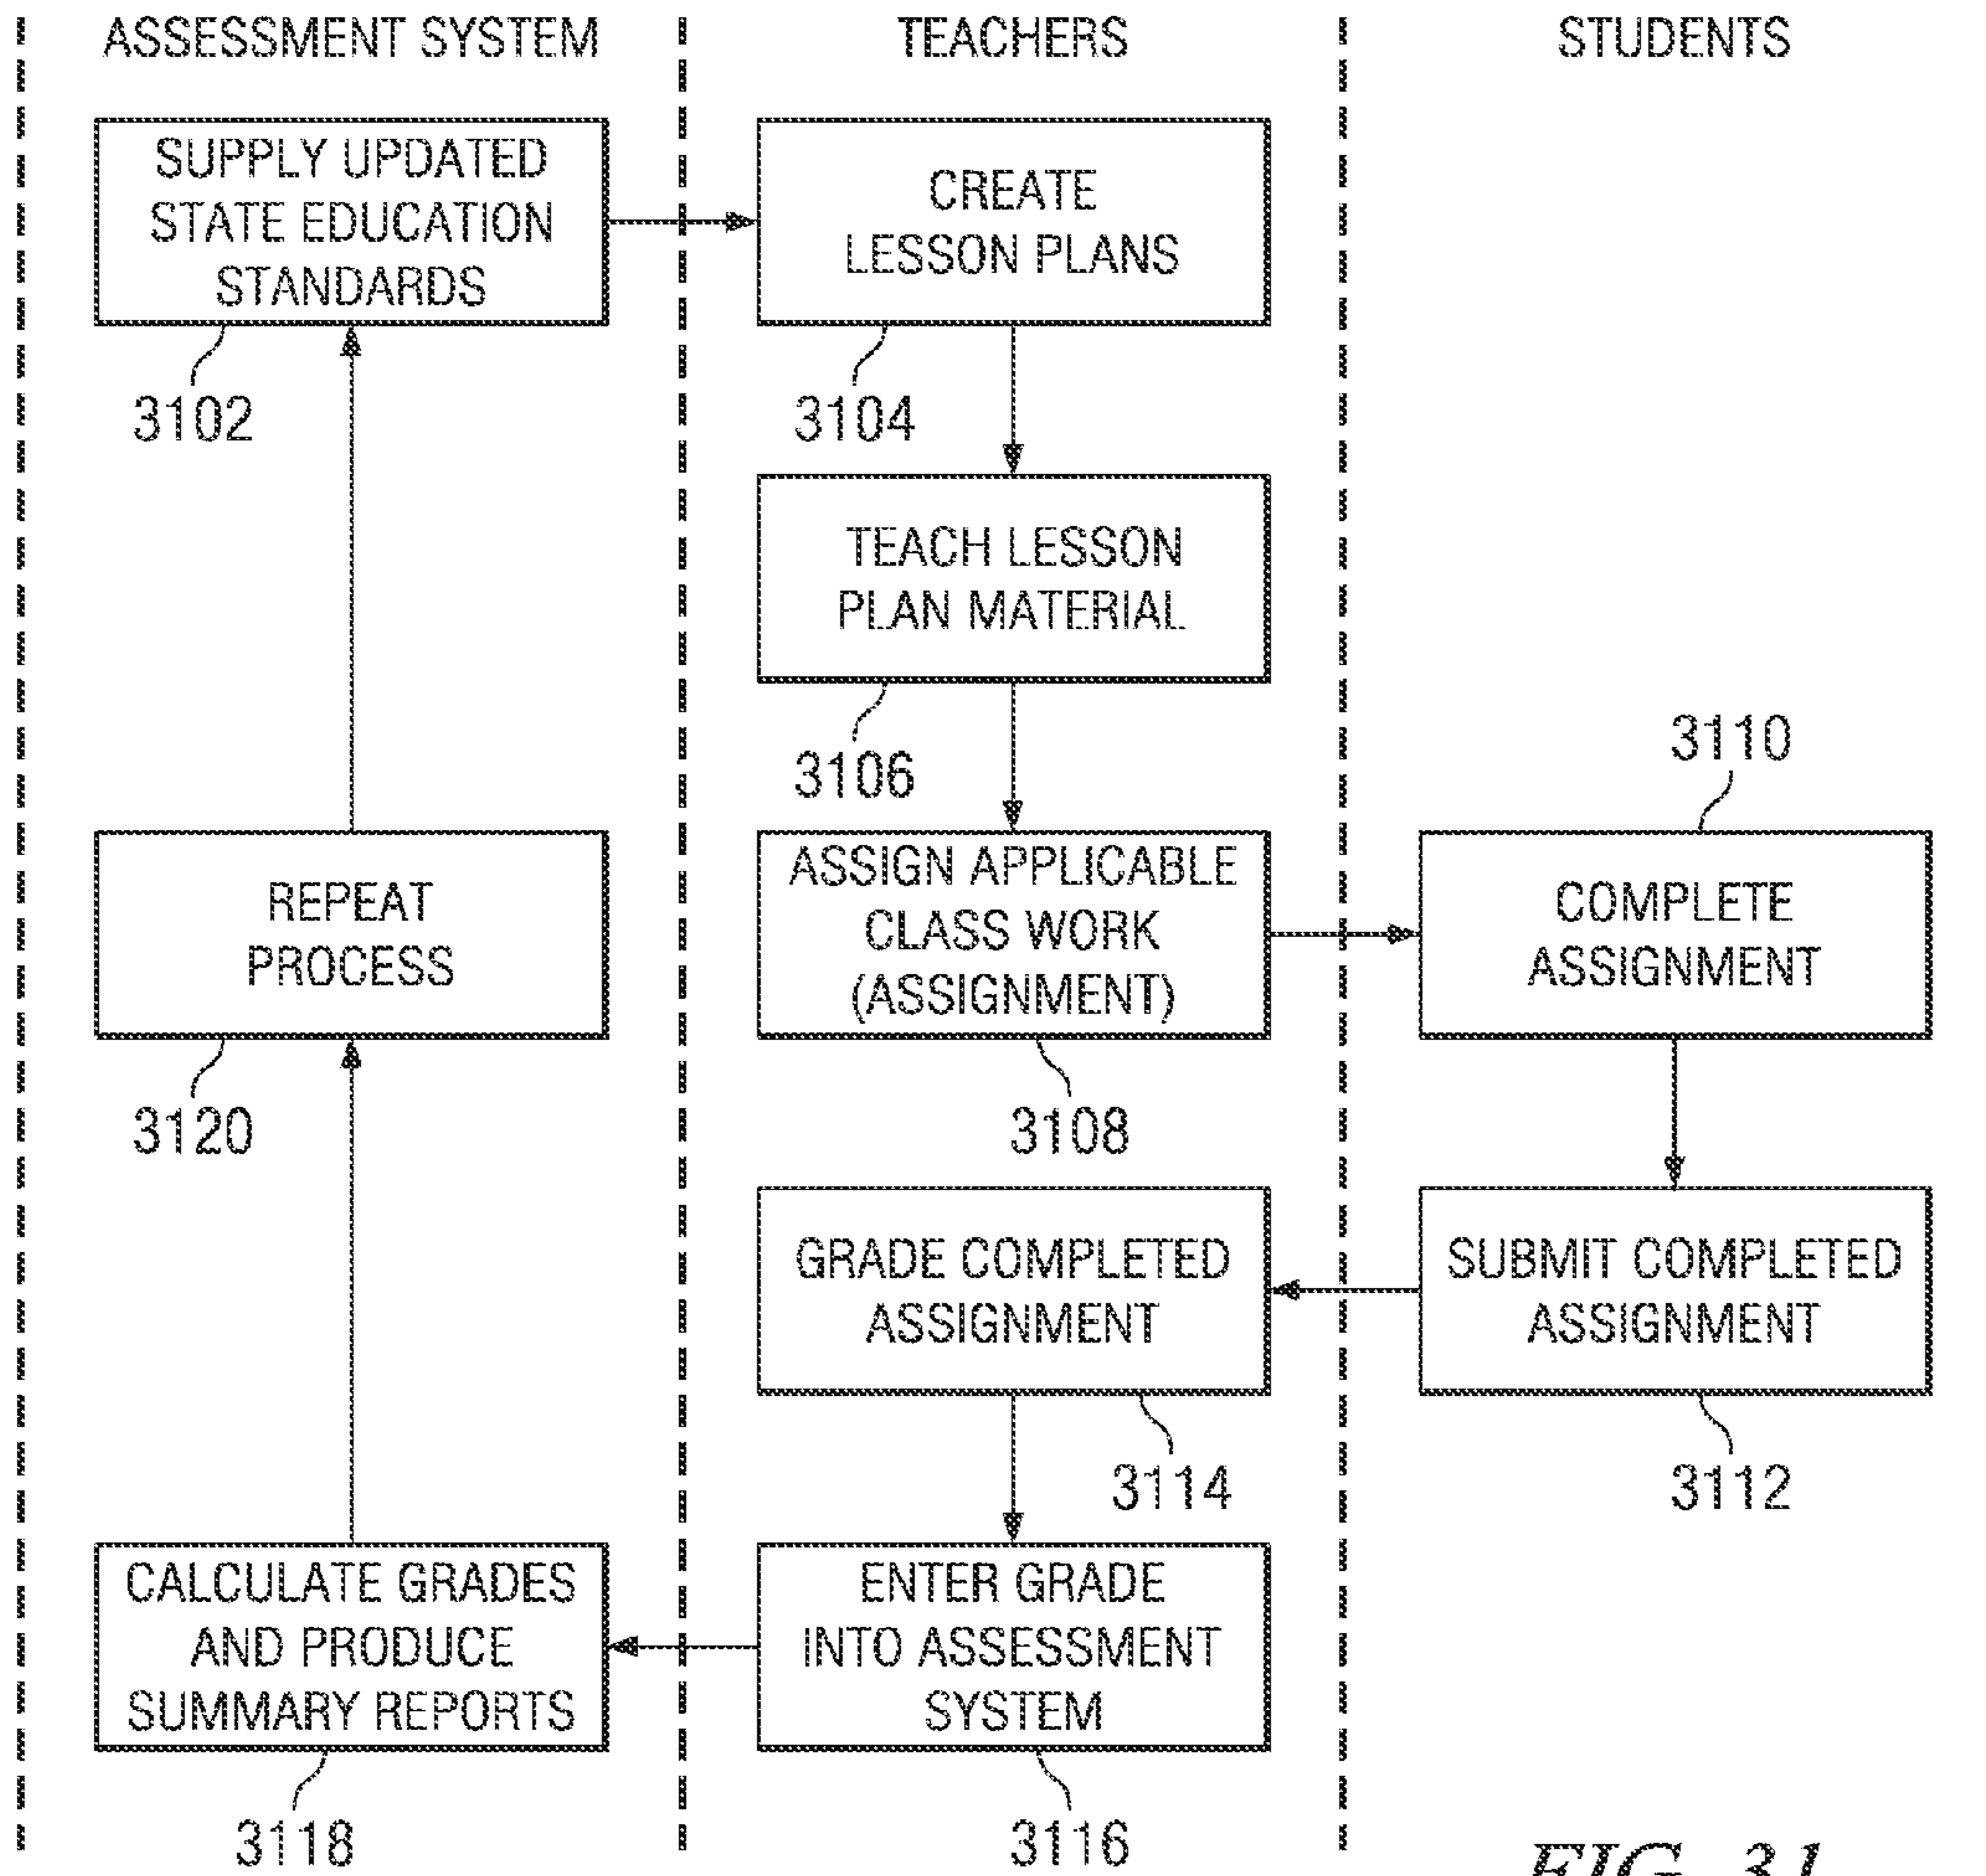 ASSESSMENT SYSTEM
TEACHERS
STUDENTS
SUPPLY UPDATED
STATE EDUCATION
STANDARDS
3102
CREATE
LESSON PLANS
3104
TEACH LESSON
PLAN MATERIAL
3106
ASSIGN APPLICABLE
CLASS WORK
(ASSIGNMENT)
3108
3110
COMPLETE
ASSIGNMENT
SUBMIT COMPLETED
ASSIGNMENT
3112
GRADE COMPLETED
ASSIGNMENT
3114
ENTER GRADE
INTO ASSESSMENT
SYSTEM
3116
CALCULATE GRADES
AND PRODUCE
SUMMARY REPORTS
3118
REPEAT
PROCESS
3120
FIG. 31